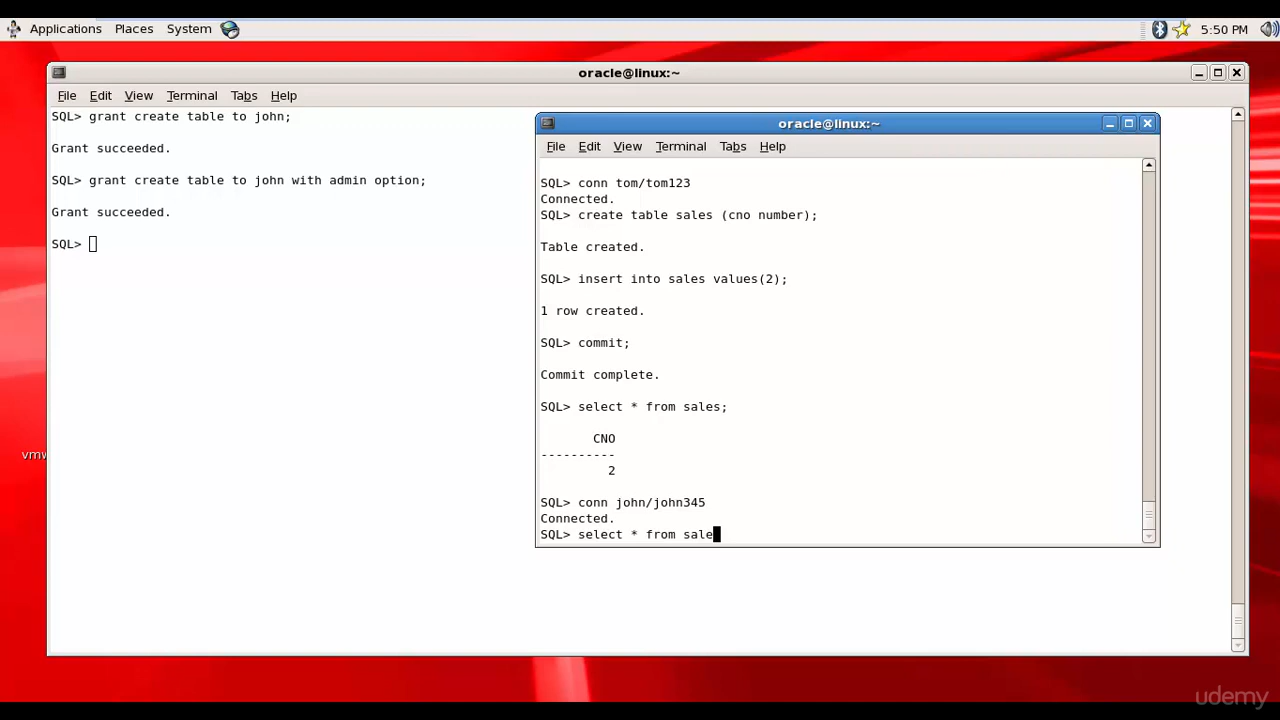 Applications Places System 5:50 PM
oracle@linux:~
File Edit View Terminal Tabs Help
SQL> grant create table to john;
Grant succeeded.
SQL> grant create table to john with admin option;
Grant succeeded.
SQL>
oracle@linux:~
File Edit View Terminal Tabs Help
SQL> conn tom/tom123
Connected.
SQL> create table sales (cno number);
Table created.
SQL> insert into sales values(2);
1 row created.
SQL> commit;
Commit complete.
SQL> select * from sales;
CNO
----------
2
SQL> conn john/john345
Connected.
SQL> select * from sale
vmw
udemy